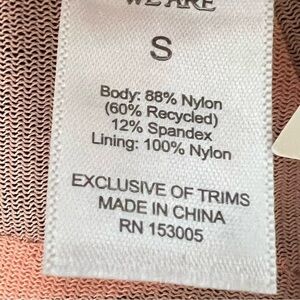 WE ARE
S
Body: 88% Nylon
(60% Recycled)
12% Spandex
Lining: 100% Nylon
EXCLUSIVE OF TRIMS
MADE IN CHINA
RN 153005